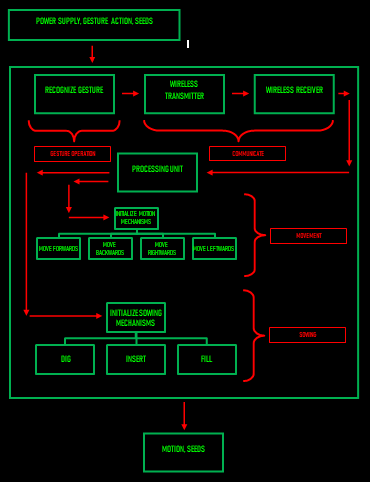 POWER SUPPLY, GESTURE ACTION, SEEDS
RECOGNIZE GESTURE
WIRELESS
TRANSMITTER
WIRELESS RECEIVER
GESTURE OPERATION
COMMUNICATE
PROCESSING UNIT
INITIALIZE MOTION
MECHANISMS
MOVE FORWARDS
MOVE
BACKWARDS
MOVE
RIGHTWARDS
MOVE LEFTWARDS
MOVEMENT
INITIALIZE SOWING
MECHANISMS
DIG
INSERT
FILL
SOWING
MOTION, SEEDS